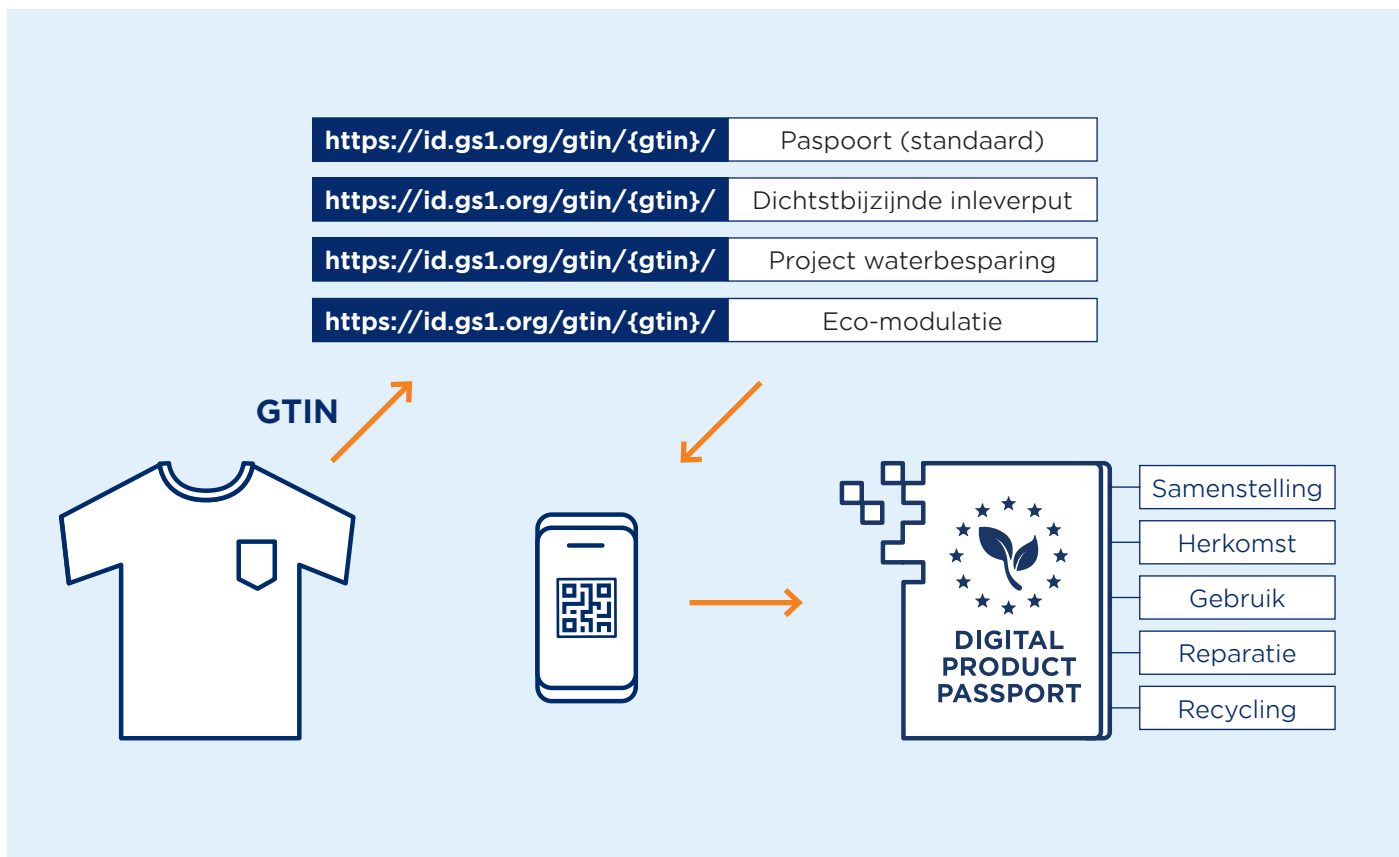 https://id.gs1.org/gtin/{gtin}/ Paspoort (standaard)
https://id.gs1.org/gtin/{gtin}/ Dichtstbijzijnde inleverput
https://id.gs1.org/gtin/{gtin}/ Project waterbesparing
https://id.gs1.org/gtin/{gtin}/ Eco-modulatie
GTIN
DIGITAL
PRODUCT
PASSPORT
Samenstelling
Herkomst
Gebruik
Reparatie
Recycling